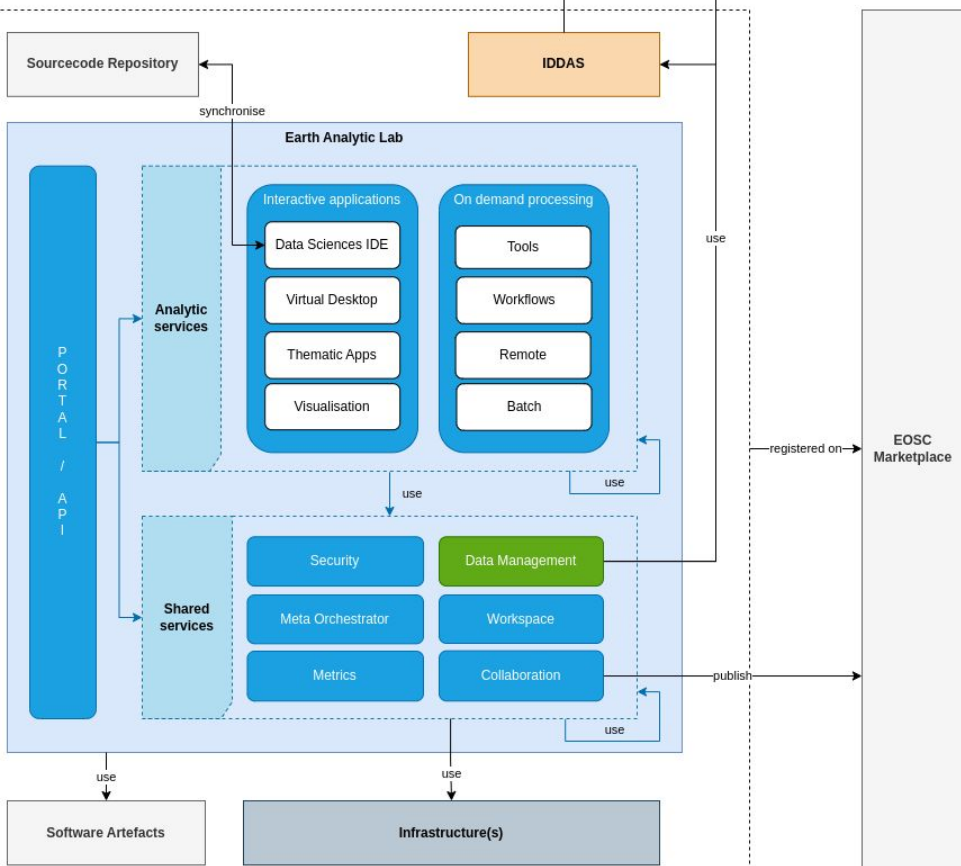 Sourcecode Repository
IDDAS
synchronise
Earth Analytic Lab
use
Interactive applications
On demand processing
Data Sciences IDE
Tools
Virtual Desktop
Workflows
Analytic
services
Thematic Apps
Remote
Visualisation
Batch
PORTAL / API
registered on
EOSC
Marketplace
use
use
Security
Data Management
Shared
services
Meta Orchestrator
Workspace
Metrics
Collaboration
publish
use
use
use
Software Artefacts
Infrastructure(s)